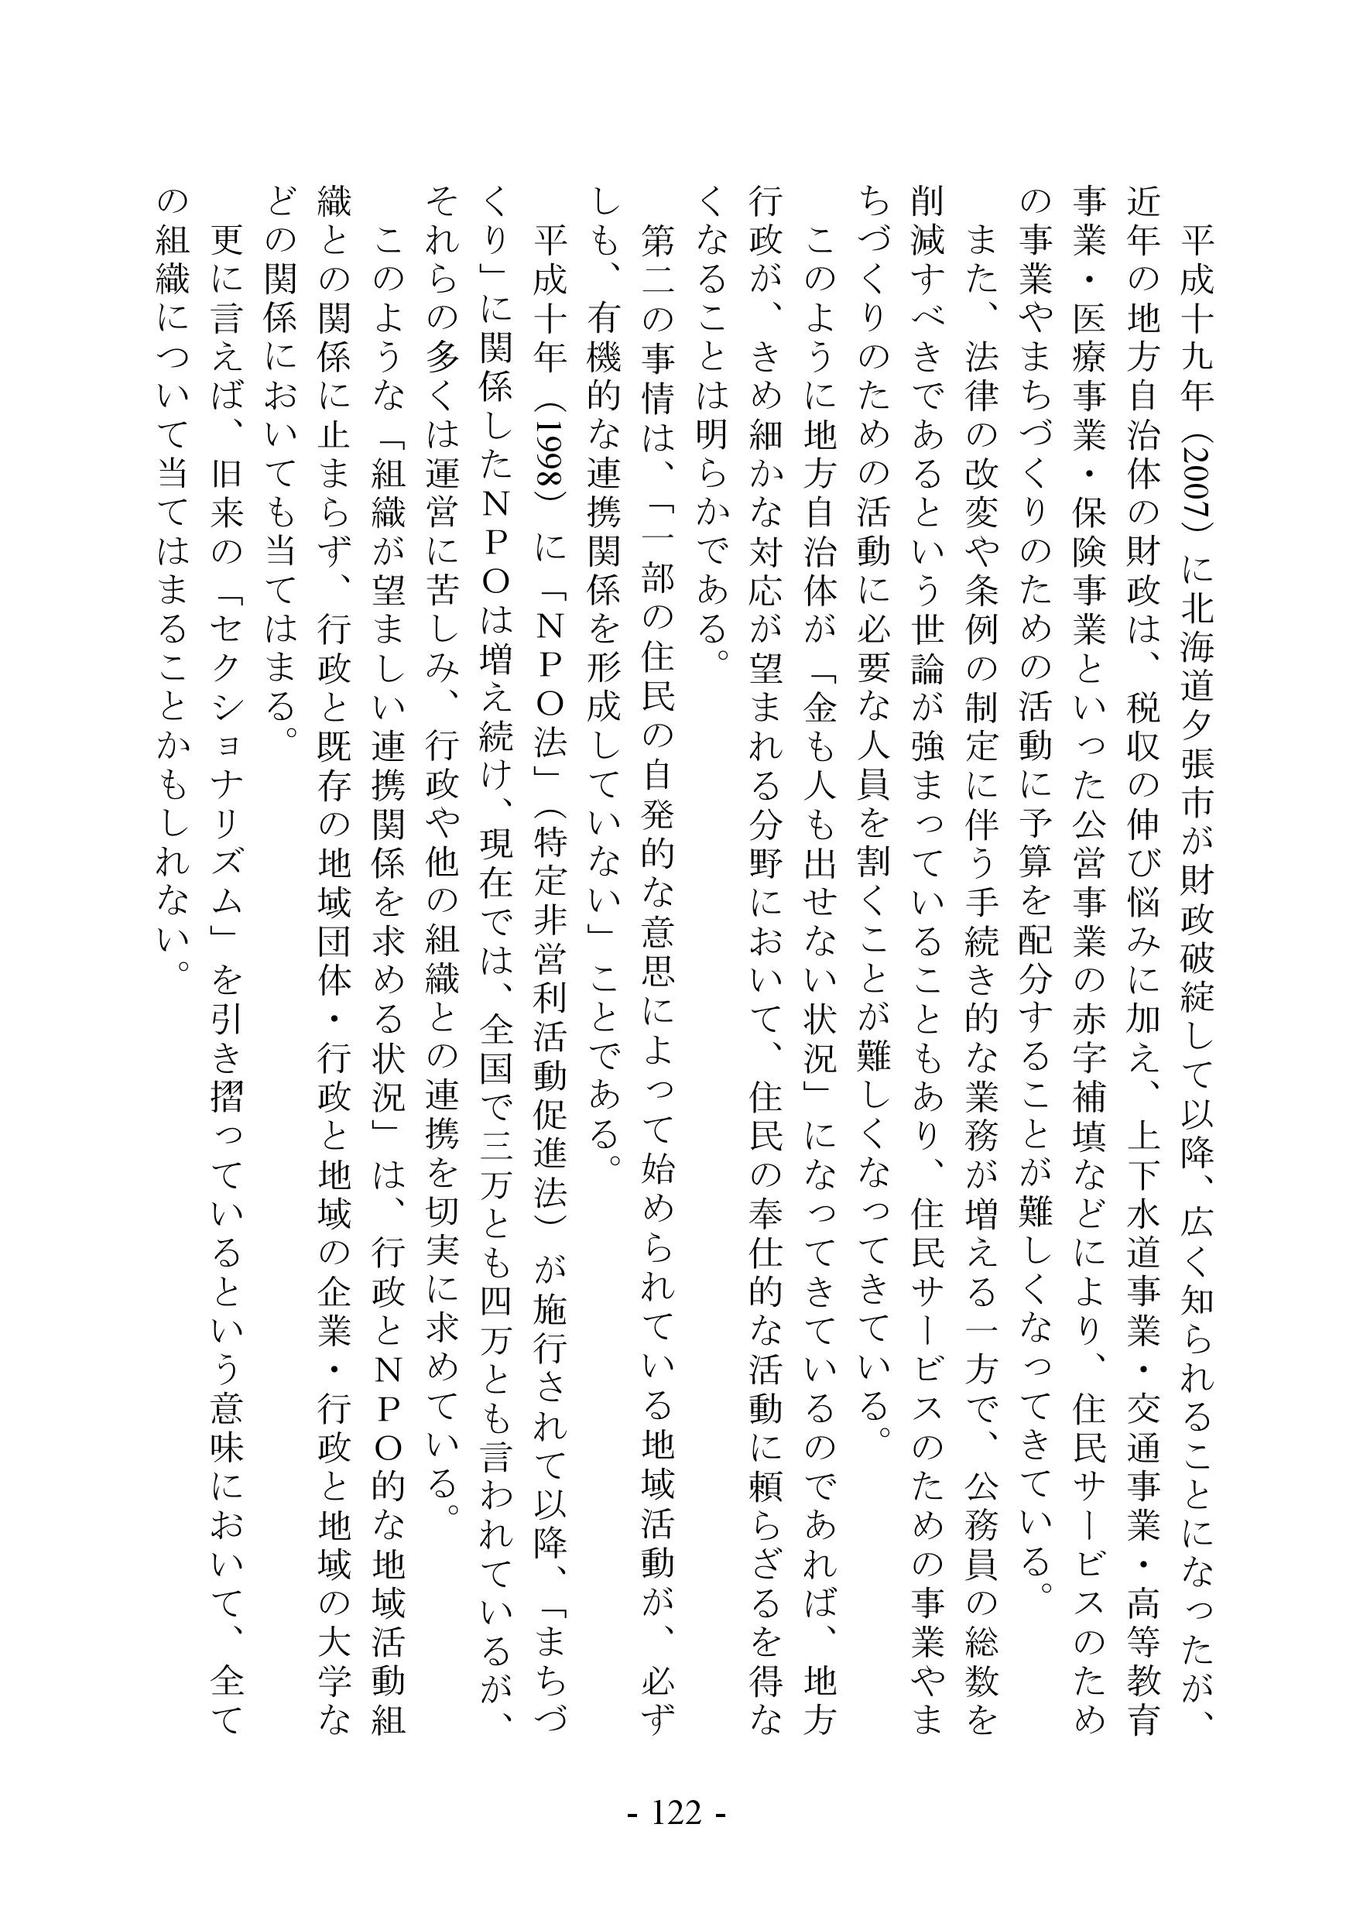 平成十九年（2007）に北海道夕張市が財政破綻して以降、広く知られることになったが、
近年の地方自治体の財政は、税収の伸び悩みに加え、上下水道事業・交通事業・高等教育
事業・医療事業・保険事業といった公営事業の赤字補填などにより、住民サービスのため
の事業やまちづくりのための活動に予算を配分することが難しくなってきている。
　また、法律の改変や条例の制定に伴う手続き的な業務が増える一方で、公務員の総数を
削減すべきであるという世論が強まっていることもあり、住民サービスのための事業やま
ちづくりのための活動に必要な人員を割くことが難しくなってきている。
　このように地方自治体が「金も人も出せない状況」になってきているのであれば、地方
行政が、きめ細かな対応が望まれる分野において、住民の奉仕的な活動に頼らざるを得な
くなることは明らかである。
　第二の事情は、「一部の住民の自発的な意思によって始められている地域活動が、必ず
しも、有機的な連携関係を形成していない」ことである。
　平成十年（1998）に「ＮＰＯ法」（特定非営利活動促進法）が施行されて以降、「まちづ
くり」に関係したＮＰＯは増え続け、現在では、全国で三万とも四万とも言われているが、
それらの多くは運営に苦しみ、行政や他の組織との連携を切実に求めている。
　このような「組織が望ましい連携関係を求める状況」は、行政とＮＰＯ的な地域活動組
織との関係に止まらず、行政と既存の地域団体・行政と地域の企業・行政と地域の大学な
どの関係においても当てはまる。
　更に言えば、旧来の「セクショナリズム」を引き摺っているという意味において、全て
の組織について当てはまることかもしれない。
- 122 -